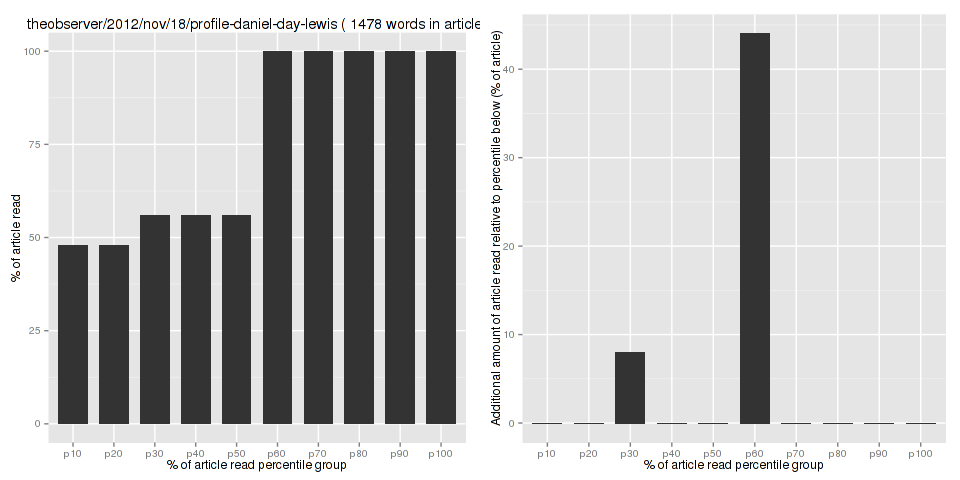 theobserver/2012/nov/18/profile-daniel-day-lewis ( 1478 words in article
% of article read
100
75
50
25
0
p10 p20 p30 p40 p50 p60 p70 p80 p90 p100
% of article read percentile group
Additional amount of article read relative to percentile below (% of article)
40
30
20
10
0
p10 p20 p30 p40 p50 p60 p70 p80 p90 p100
% of article read percentile group